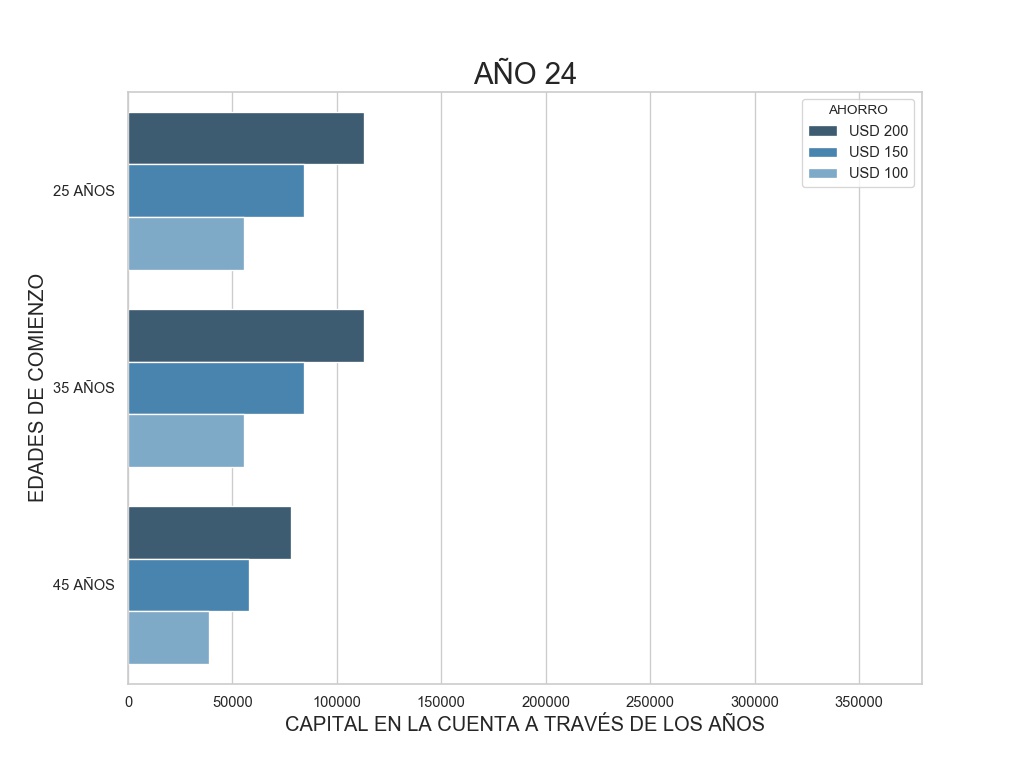 AÑO 24
AHORRO
USD 200
USD 150
USD 100
25 AÑOS
35 AÑOS
45 AÑOS
EDADES DE COMIENZO
0 50000 100000 150000 200000 250000 300000 350000
CAPITAL EN LA CUENTA A TRAVÉS DE LOS AÑOS